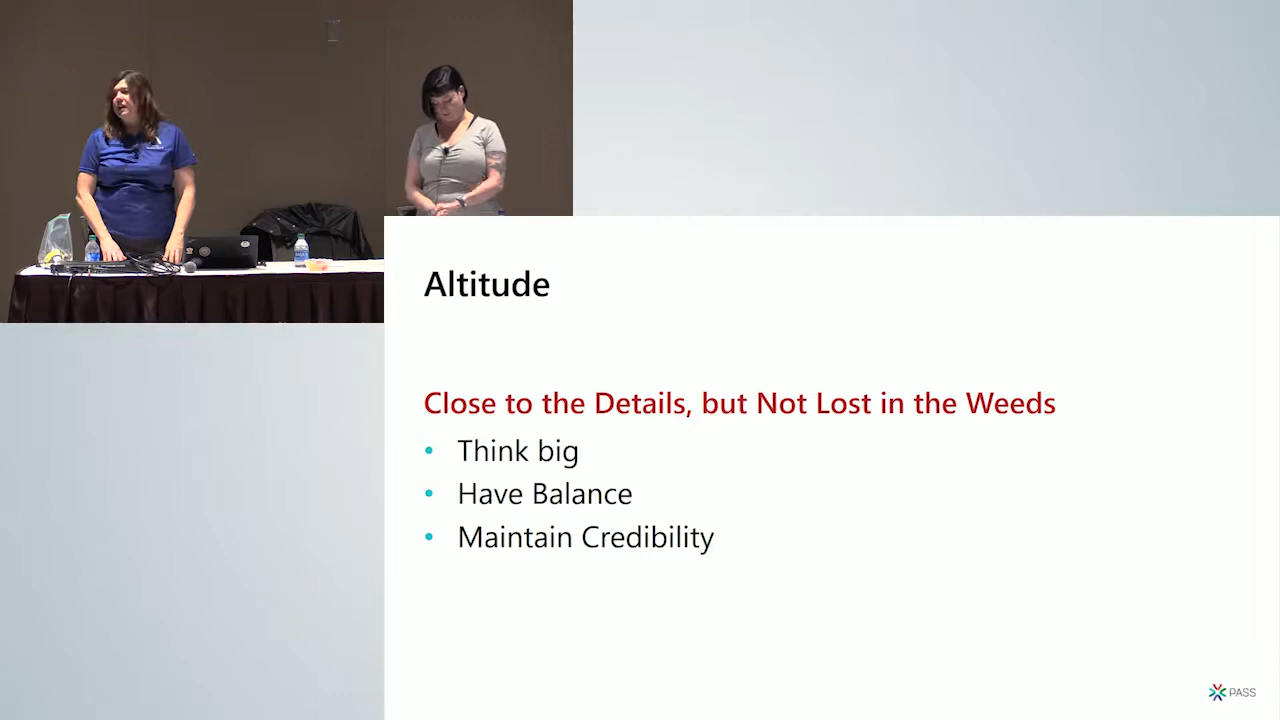 Altitude
Close to the Details, but Not Lost in the Weeds
• Think big
• Have Balance
• Maintain Credibility
PASS